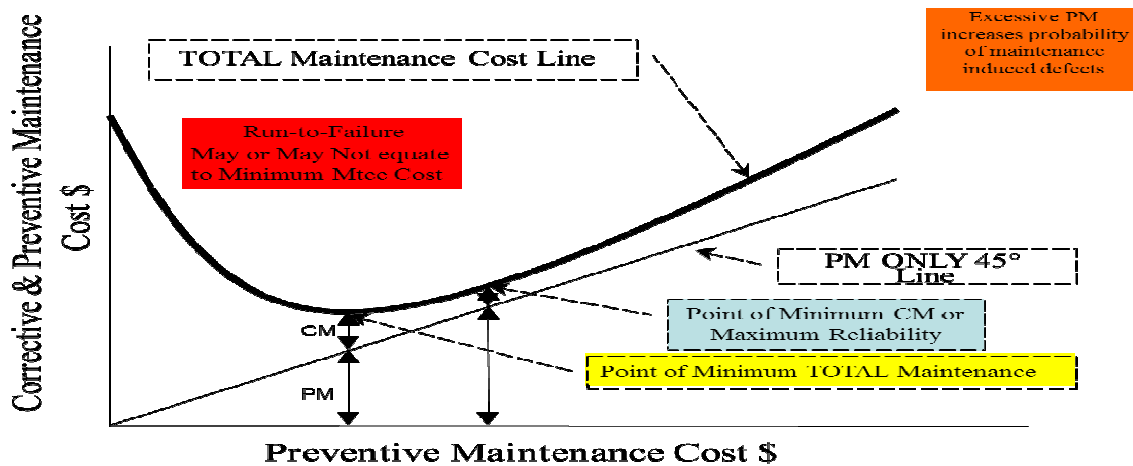 Excessive PM
increases probability
of maintenance
induced defects
TOTAL Maintenance Cost Line
Run-to-Failure
May or May Not equate
to Minimum Mtce Cost
Corrective & Preventive Maintenance
Cost $
PM ONLY 45°
Line
Point of Minimum CM or
Maximum Reliability
CM
Point of Minimum TOTAL Maintenance
PM
Preventive Maintenance Cost $